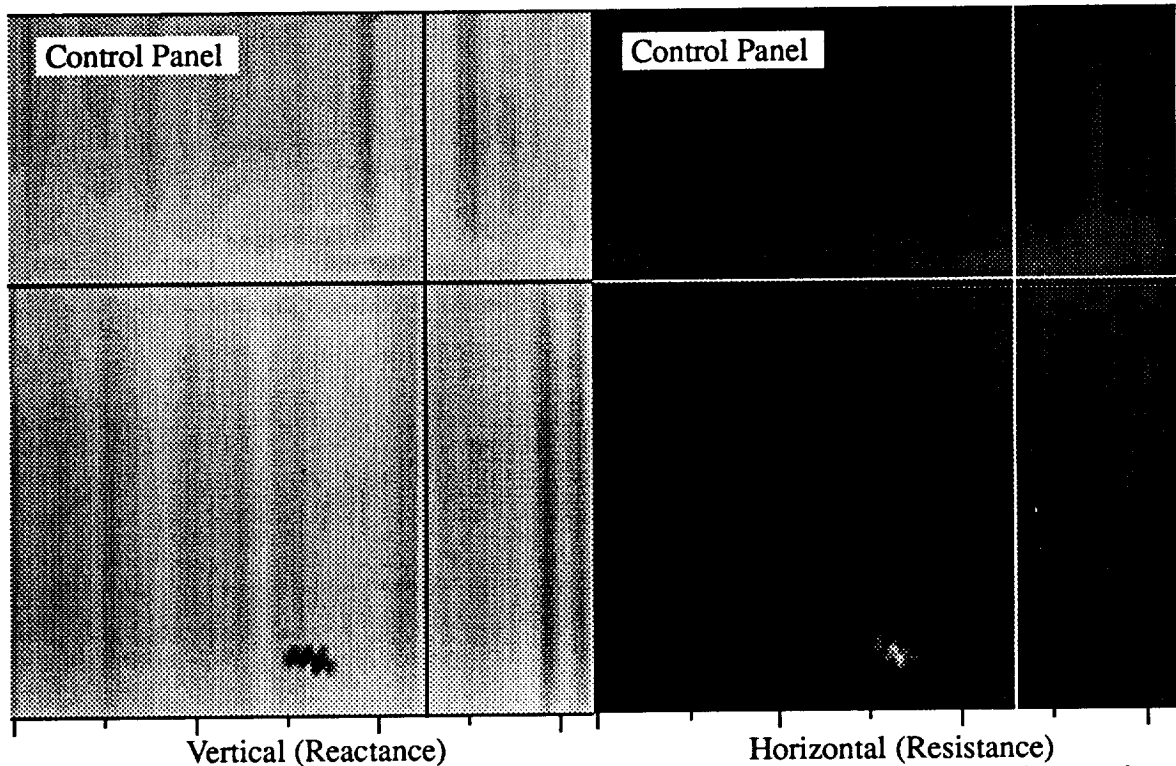 Control Panel
Control Panel
Vertical (Reactance)
Horizontal (Resistance)